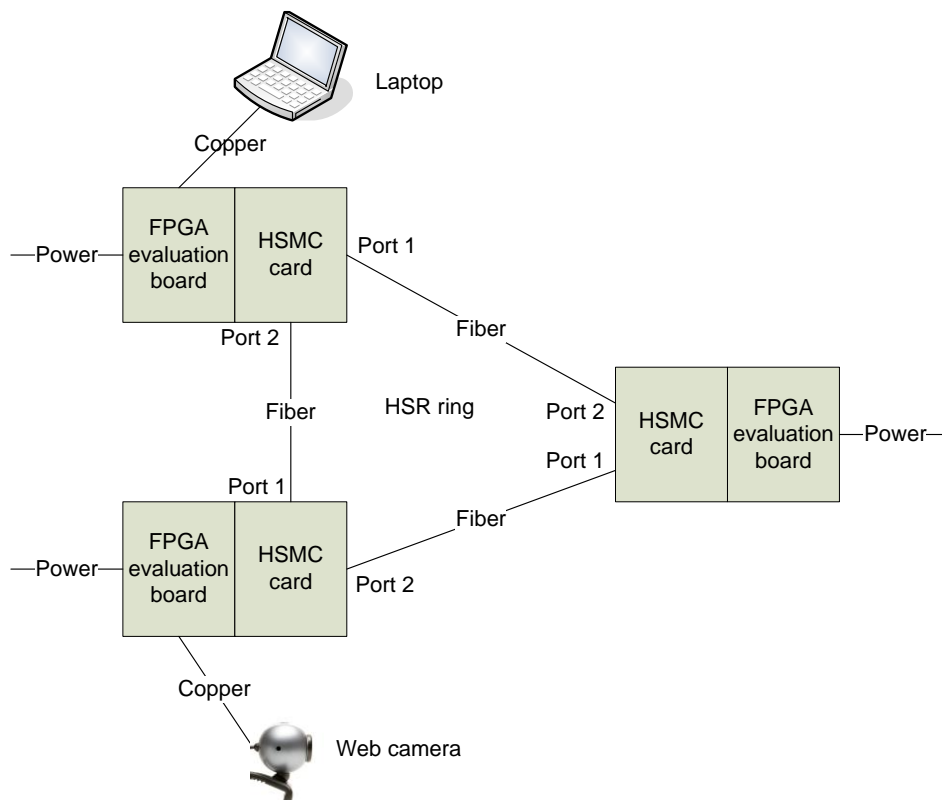 Laptop
Copper
FPGA
evaluation
board
HSMC
card
Power
Port 1
Port 2
Fiber
Fiber
HSR ring
Port 2
Port 1
HSMC
card
FPGA
evaluation
board
Power
Port 1
Fiber
FPGA
evaluation
board
HSMC
card
Power
Port 2
Copper
Web camera